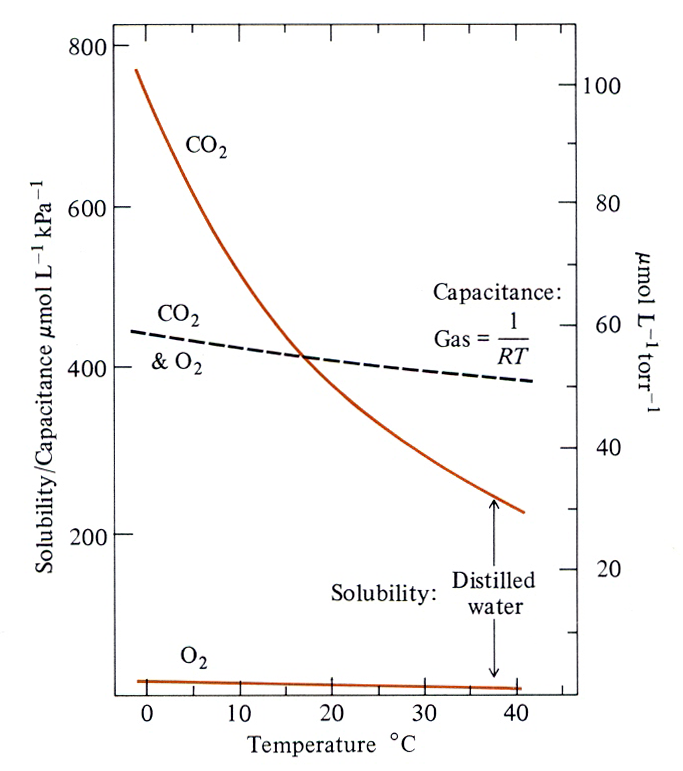 800
100
CO₂
600
80
Solubility/Capacitance μmol L⁻¹ kPa⁻¹
μmol L⁻¹ torr⁻¹
Capacitance:
Gas = 1/RT
CO₂
& O₂
60
400
40
200
Solubility: Distilled
water
20
O₂
0 10 20 30 40
Temperature °C